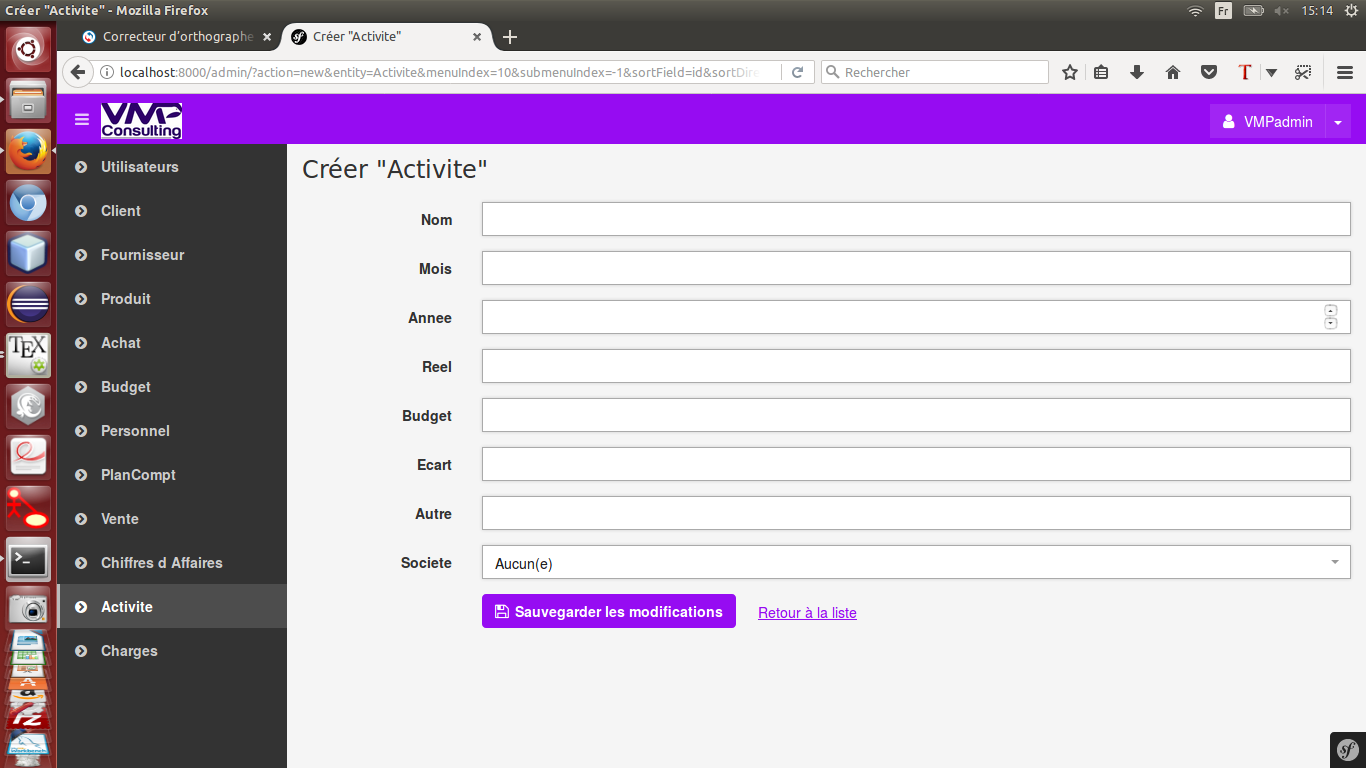 Créer "Activite" - Mozilla Firefox
Fr
15:14
Correcteur d'orthographe
Créer "Activite"
localhost:8000/admin/?action=new&entity=Activite&menuIndex=10&submenuIndex=-1&sortField=id&sortDire
Rechercher
VMP
Consulting
VMPadmin
Utilisateurs
Client
Fournisseur
Produit
Achat
Budget
Personnel
PlanCompt
Vente
Chiffres d Affaires
Activite
Charges
Créer "Activite"
Nom
Mois
Annee
Reel
Budget
Ecart
Autre
Societe
Aucun(e)
Sauvegarder les modifications
Retour à la liste
TEX
sf